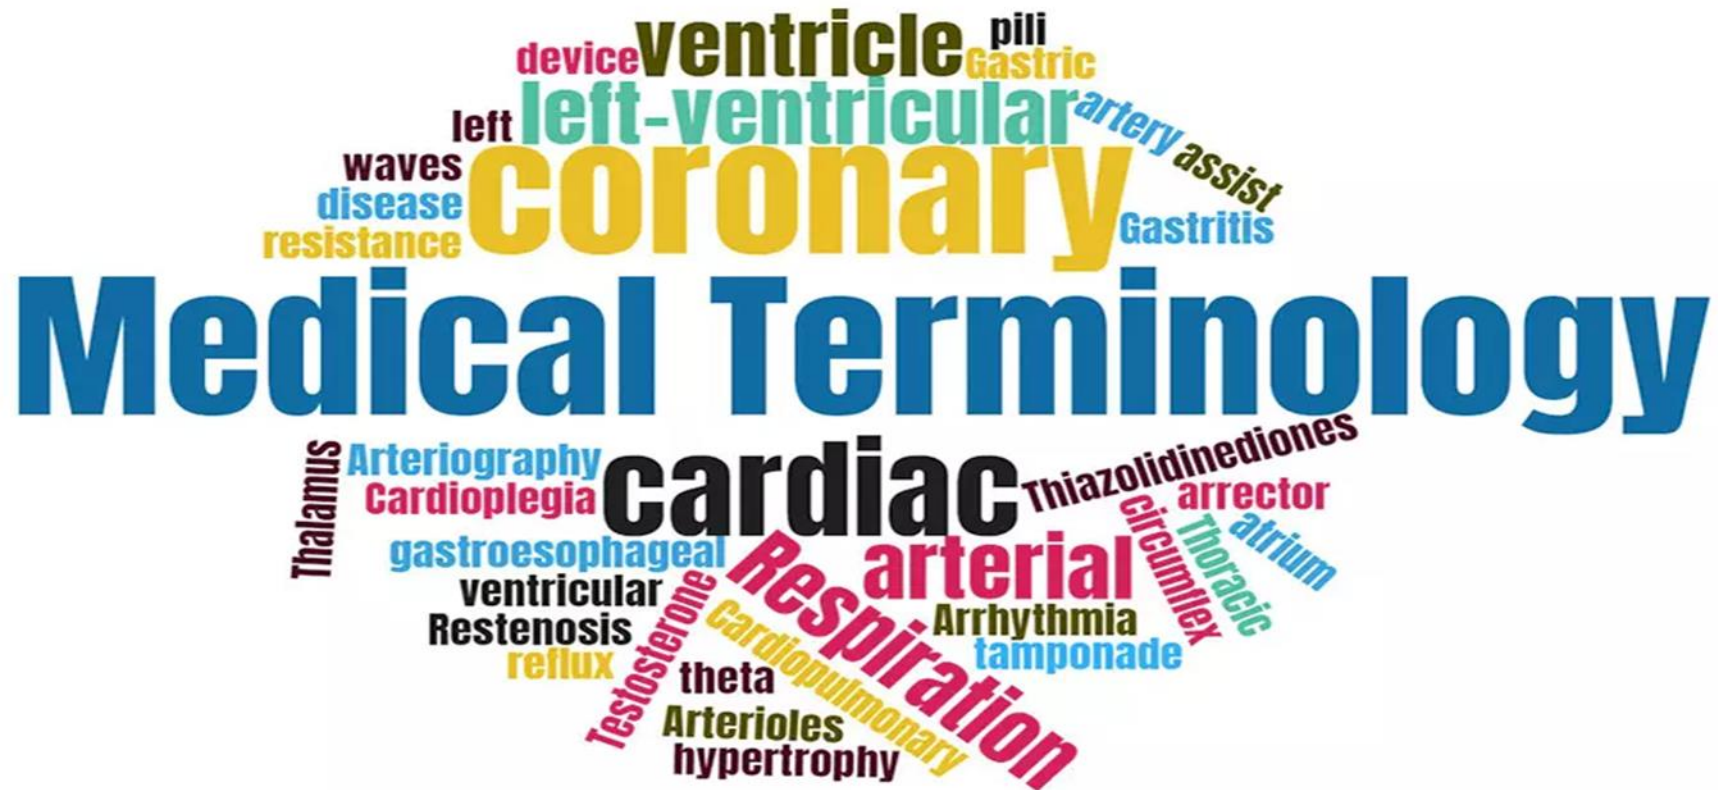 ventricle
pili
device
Gastric
left-ventricular
artery
left
assist
waves
coronary
disease
Gastritis
resistance
Medical Terminology
Thalamus
Arteriography
cardiac
Thiazolidinediones
Cardioplegia
arrector
circumflex
Thoracic
atrium
gastroesophageal
Respiration
arterial
ventricular
Arrhythmia
Restenosis
tamponade
reflux
Testosterone
Cardiopulmonary
theta
Arterioles
hypertrophy